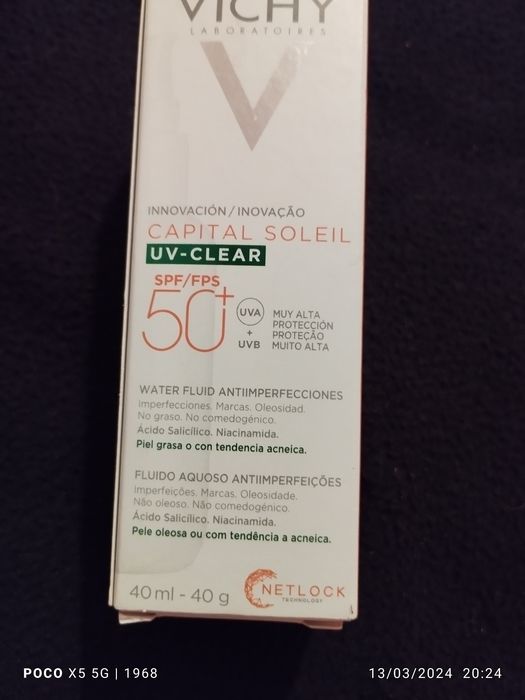 VICHY
LABORATOIRES
INNOVACIÓN / INOVAÇÃO
CAPITAL SOLEIL
UV-CLEAR
SPF/FPS
50+
UVA
+
UVB
MUY ALTA
PROTECCIÓN
PROTEÇÃO
MUITO ALTA
WATER FLUID ANTIIMPERFECCIONES
Imperfecciones. Marcas. Oleosidad.
No graso. No comedogénico.
Ácido Salicílico. Niacinamida.
Piel grasa o con tendencia acneica.
FLUIDO AQUOSO ANTIIMPERFEIÇÕES
Imperfeições. Marcas. Oleosidade.
Não oleoso. Não comedogénico.
Ácido Salicílico. Niacinamida.
Pele oleosa ou com tendência a acneica.
40 ml - 40 g
NETLOCK
TECHNOLOGY
POCO X5 5G | 1968
13/03/2024 20:24